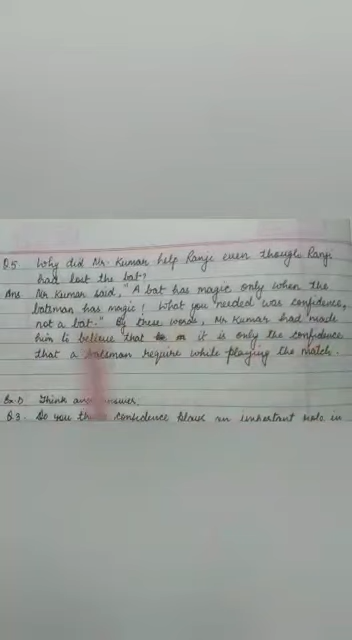 Q5 Why did Mr. Kumar help Ranji even though Ranji
had lost the bat?
Ans Mr Kumar said, "A bat has magic only when the
batsman has magic! What you needed was confidence,
not a bat." By these words, Mr Kumar had made
him to believe that it is only the confidence
that a batsman require while playing the match.
Ex.D Think and answer.
Q3. Do you think confidence plays an important role in